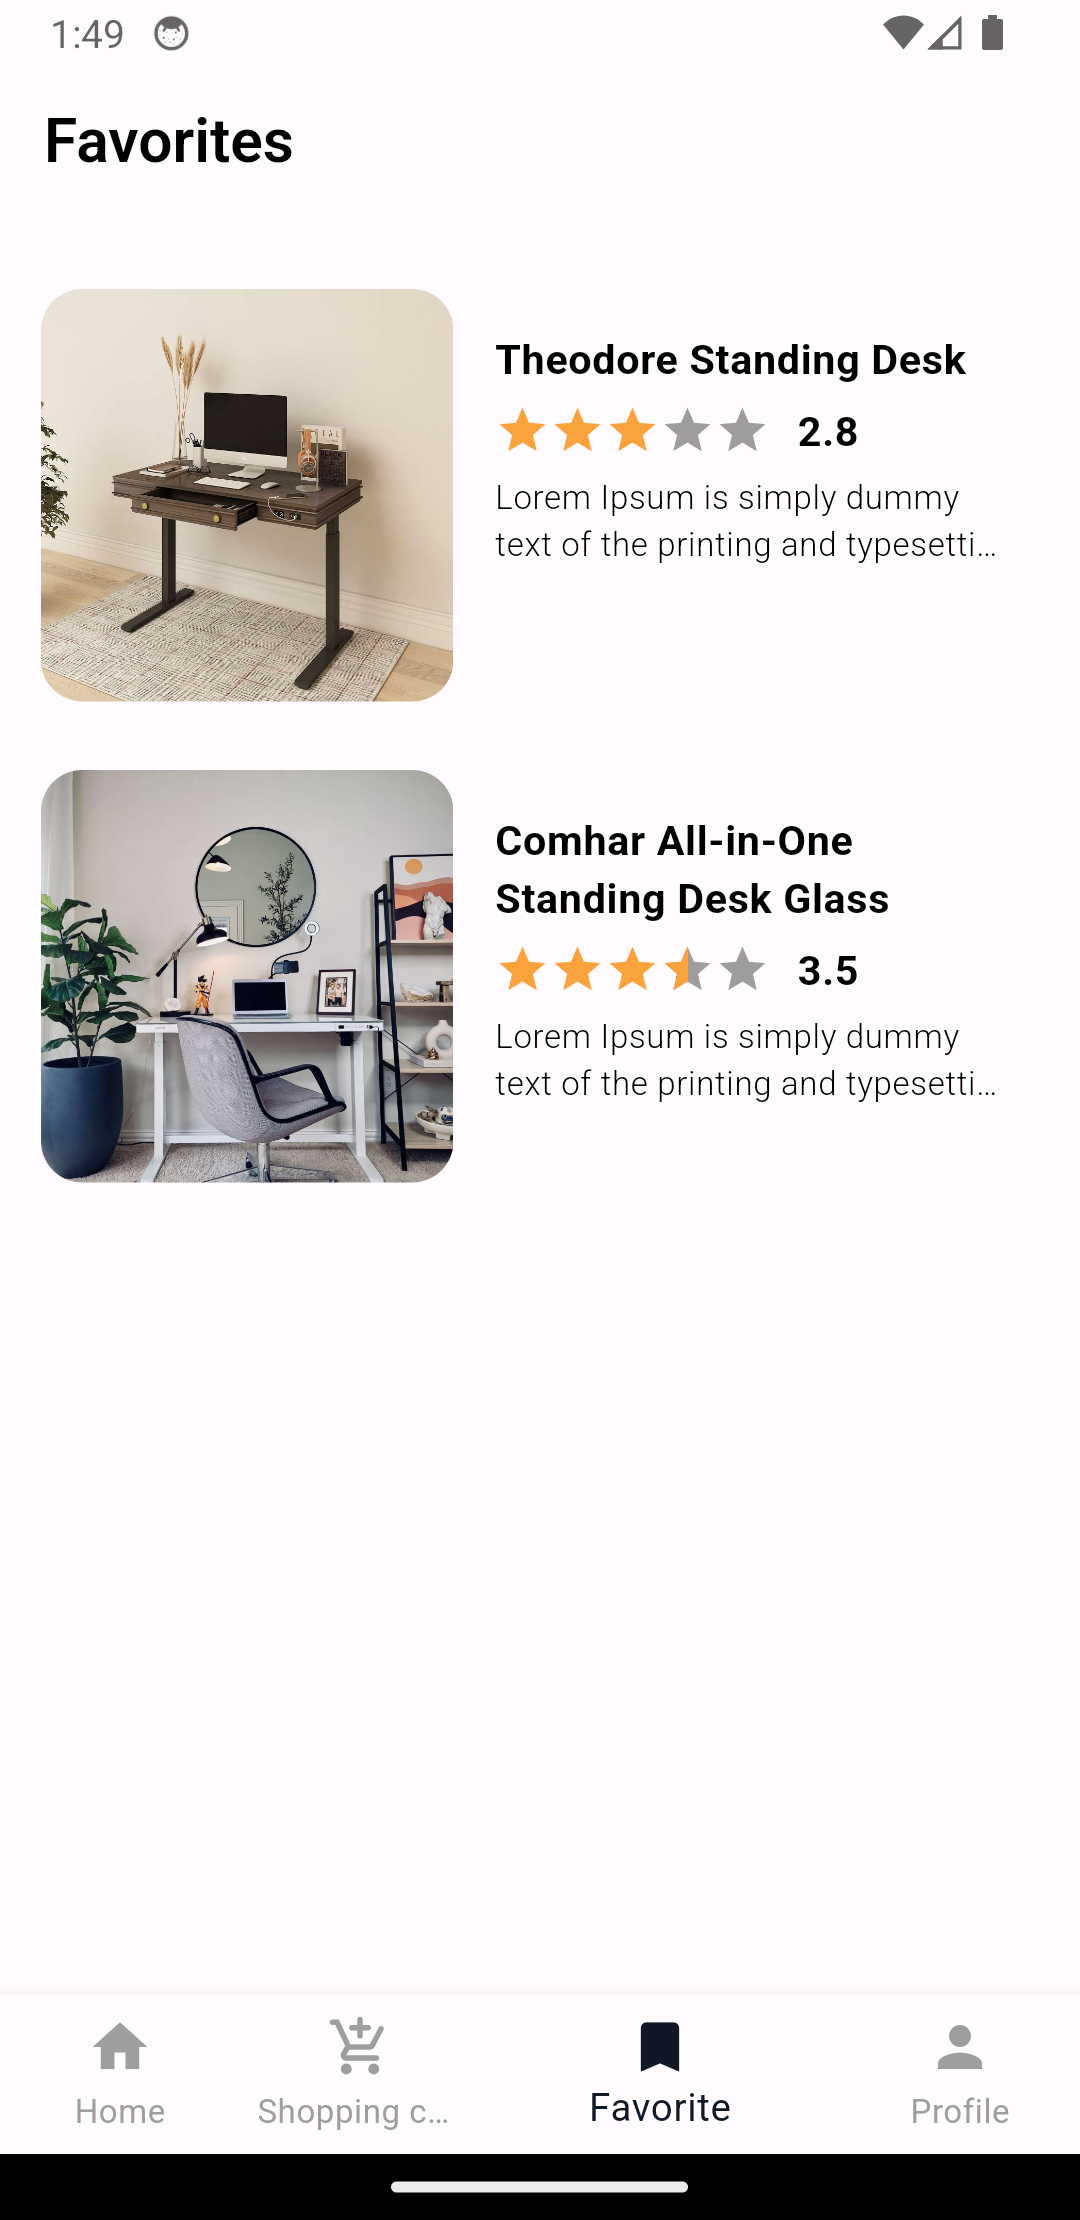 1:49
Favorites
Theodore Standing Desk
2.8
Lorem Ipsum is simply dummy
text of the printing and typesetti...
Comhar All-in-One
Standing Desk Glass
3.5
Lorem Ipsum is simply dummy
text of the printing and typesetti...
Home
Shopping c...
Favorite
Profile